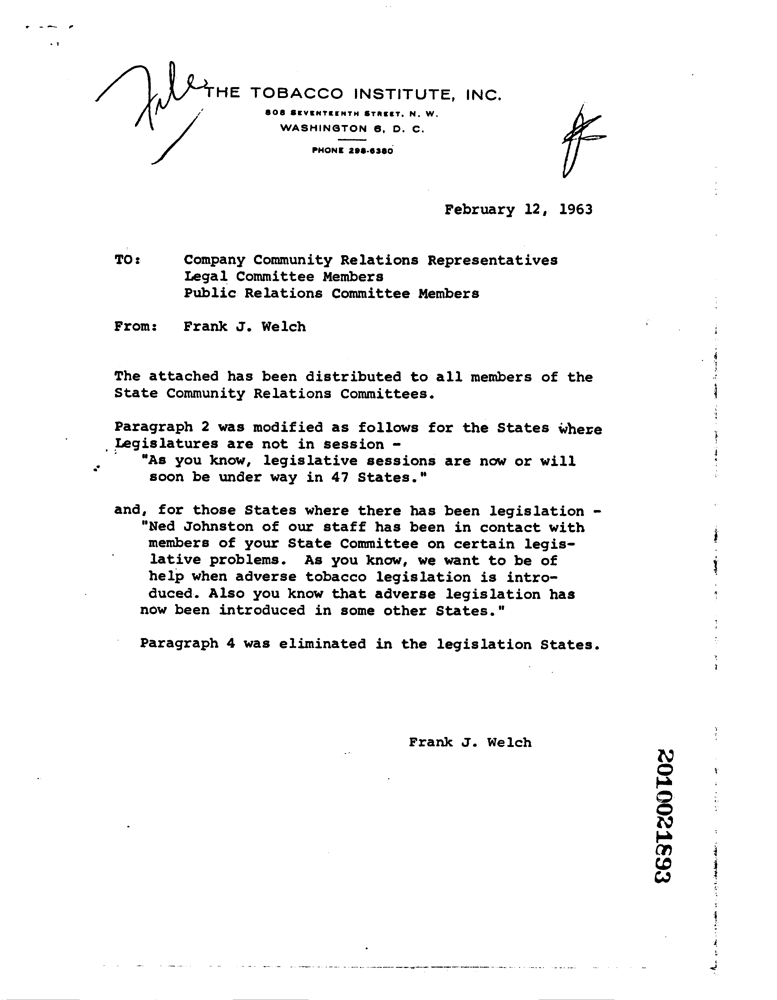 File
THE TOBACCO INSTITUTE, INC.
808 SEVENTEENTH STREET, N. W.
WASHINGTON 6, D. C.
PHONE 298-6380
February 12, 1963
TO: Company Community Relations Representatives
Legal Committee Members
Public Relations Committee Members
From: Frank J. Welch
The attached has been distributed to all members of the
State Community Relations Committees.
Paragraph 2 was modified as follows for the States where
Legislatures are not in session -
"As you know, legislative sessions are now or will
soon be under way in 47 States."
and, for those States where there has been legislation -
"Ned Johnston of our staff has been in contact with
members of your State Committee on certain legis-
lative problems. As you know, we want to be of
help when adverse tobacco legislation is intro-
duced. Also you know that adverse legislation has
now been introduced in some other States."
Paragraph 4 was eliminated in the legislation States.
Frank J. Welch
2010021893